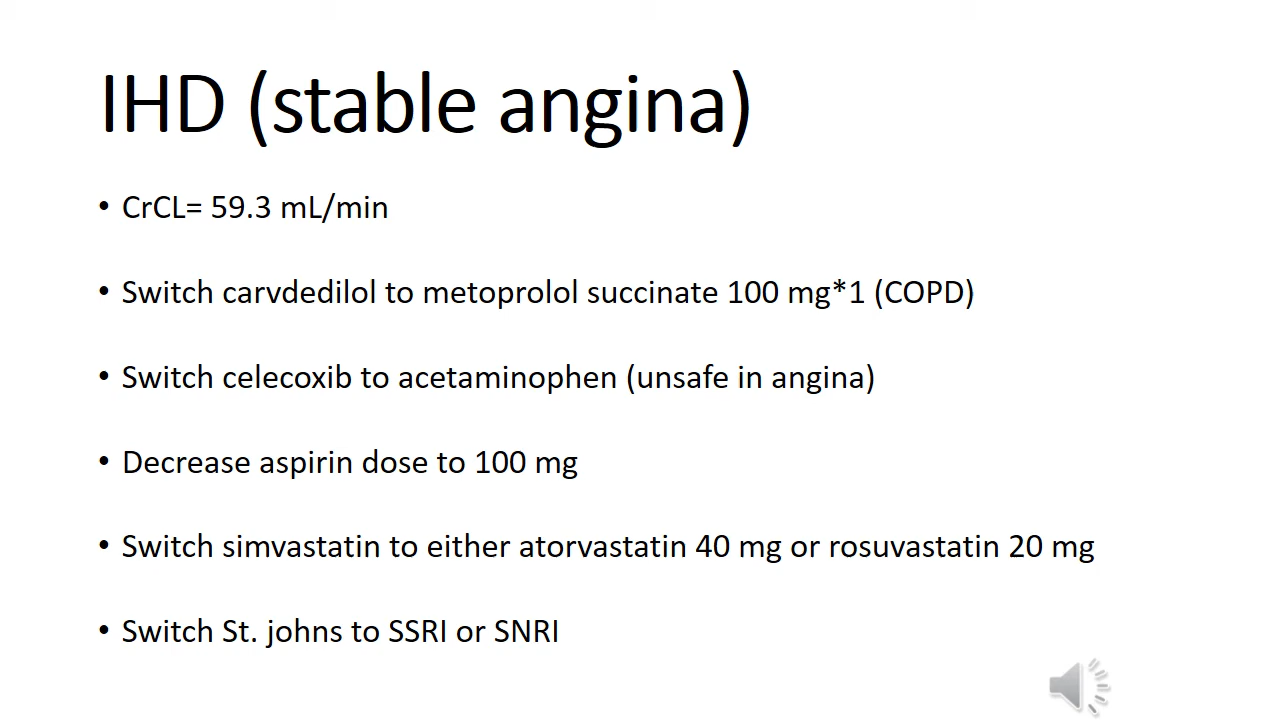 IHD (stable angina)
• CrCL= 59.3 mL/min
• Switch carvdedilol to metoprolol succinate 100 mg*1 (COPD)
• Switch celecoxib to acetaminophen (unsafe in angina)
• Decrease aspirin dose to 100 mg
• Switch simvastatin to either atorvastatin 40 mg or rosuvastatin 20 mg
• Switch St. johns to SSRI or SNRI